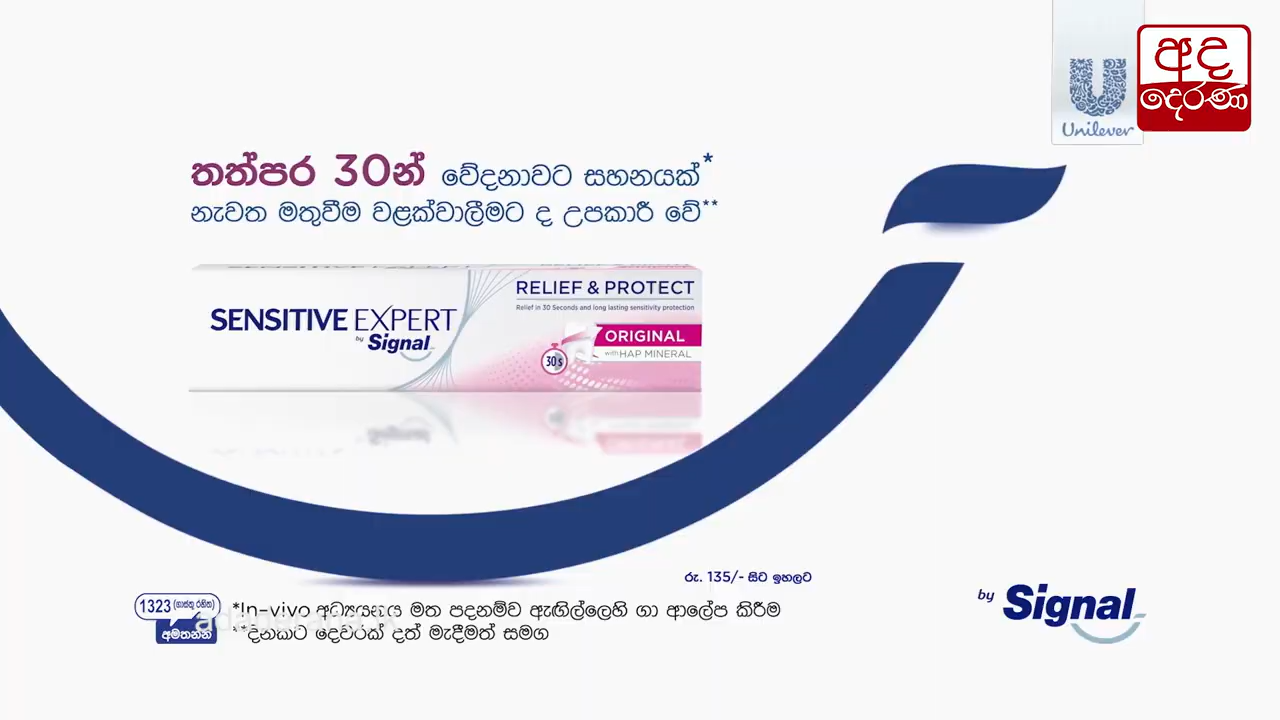 අද
දෙරණ
Unilever
තත්පර 30න් වේදනාවට සහනයක්*
නැවත මතුවීම වළක්වාලීමට ද උපකාරී වේ**
SENSITIVE EXPERT
by Signal
RELIEF & PROTECT
Relief in 30 Seconds and long lasting sensitivity protection
ORIGINAL
with HAP MINERAL
30s
රු. 135/- සිට ඉහලට
1323 (ගාස්තු රහිත)
අමතන්න
*In-vivo අධ්‍යයනය මත පදනම්ව ඇඟිල්ලෙහි ගා ආලේප කිරීම
**දිනකට දෙවරක් දත් මැදීමත් සමග
by Signal